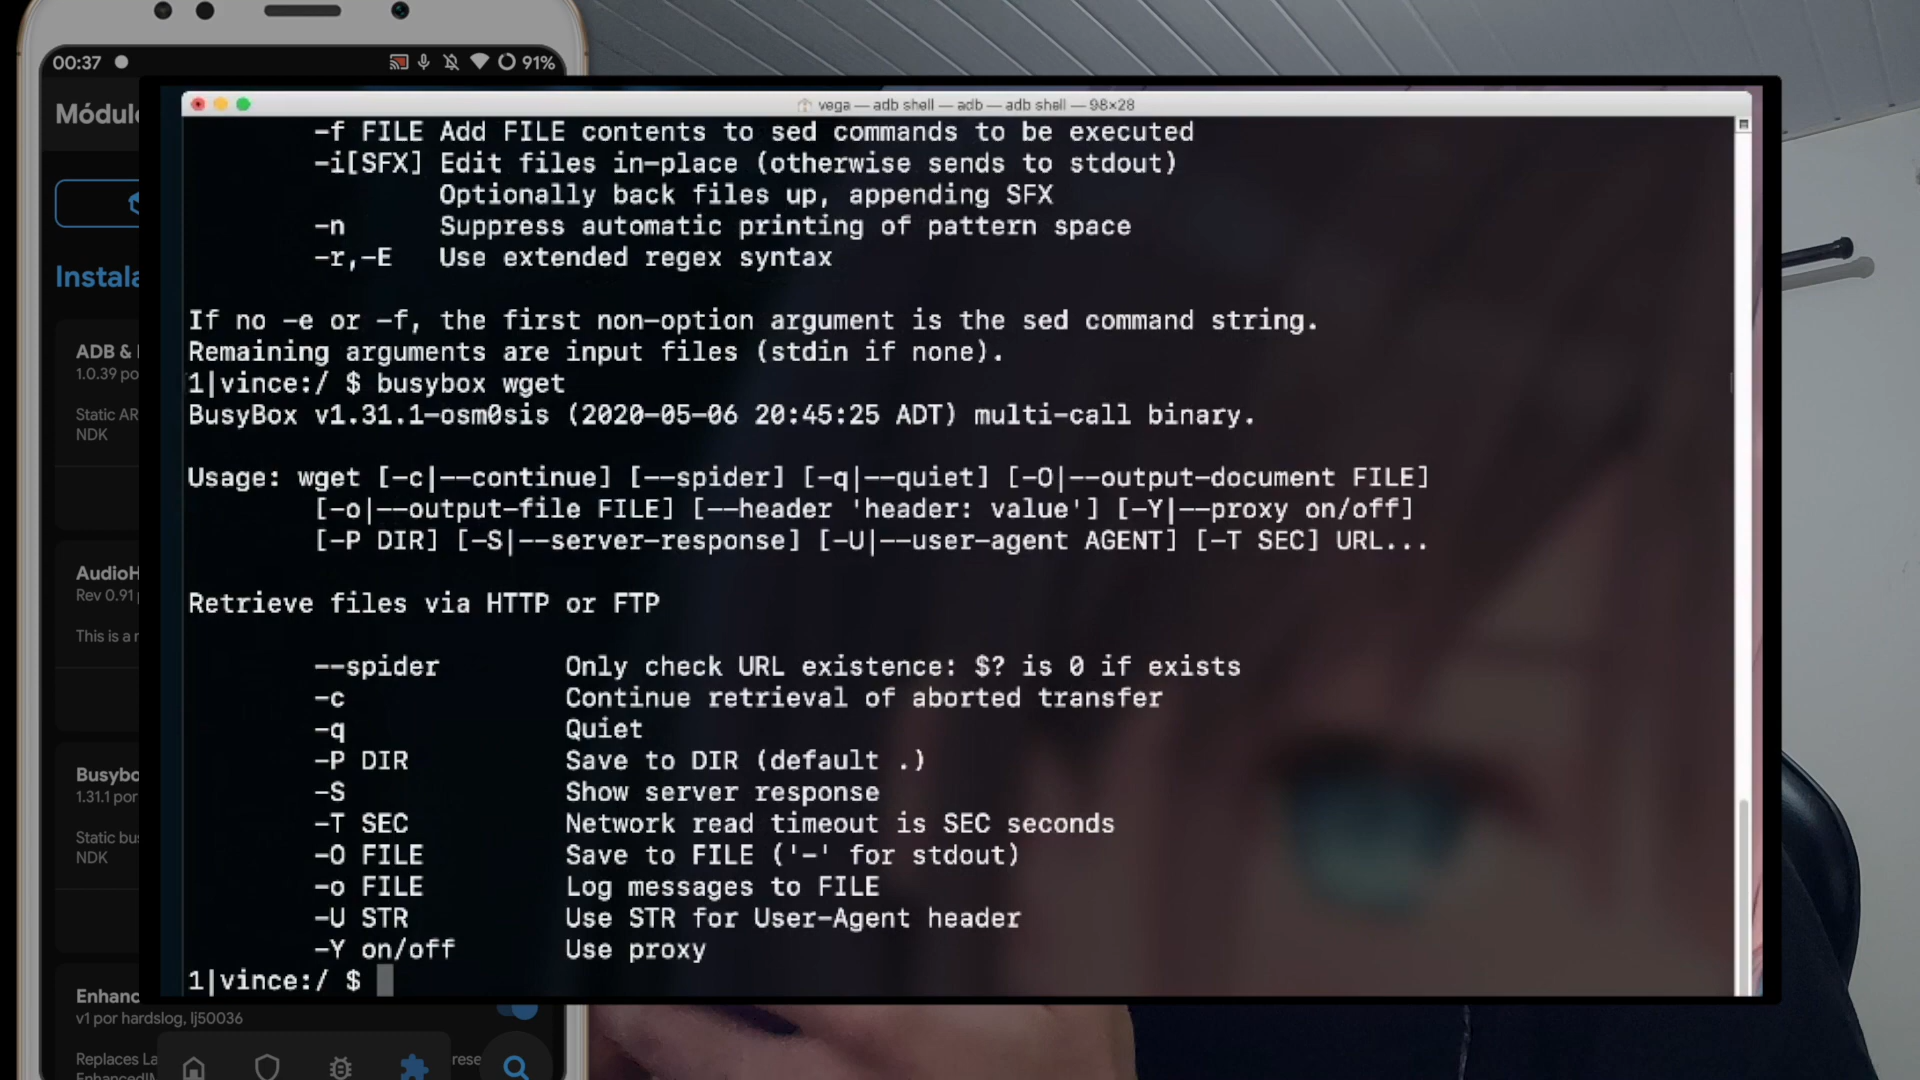 00:37
91%
Módulo
Instala
ADB &
1.0.39 po
Static AR
NDK
AudioH
Rev 0.91
This is a r
Busybo
1.31.1 por
Static bus
NDK
Enhanc
v1 por hardslog, lj50036
Replaces La
rese
EnhancedIM
vega — adb shell — adb — adb shell — 98×28
-f FILE Add FILE contents to sed commands to be executed
-i[SFX] Edit files in-place (otherwise sends to stdout)
Optionally back files up, appending SFX
-n Suppress automatic printing of pattern space
-r,-E Use extended regex syntax
If no -e or -f, the first non-option argument is the sed command string.
Remaining arguments are input files (stdin if none).
1|vince:/ $ busybox wget
BusyBox v1.31.1-osm0sis (2020-05-06 20:45:25 ADT) multi-call binary.
Usage: wget [-c|--continue] [--spider] [-q|--quiet] [-O|--output-document FILE]
[-o|--output-file FILE] [--header 'header: value'] [-Y|--proxy on/off]
[-P DIR] [-S|--server-response] [-U|--user-agent AGENT] [-T SEC] URL...
Retrieve files via HTTP or FTP
--spider Only check URL existence: $? is 0 if exists
-c Continue retrieval of aborted transfer
-q Quiet
-P DIR Save to DIR (default .)
-S Show server response
-T SEC Network read timeout is SEC seconds
-O FILE Save to FILE ('-' for stdout)
-o FILE Log messages to FILE
-U STR Use STR for User-Agent header
-Y on/off Use proxy
1|vince:/ $